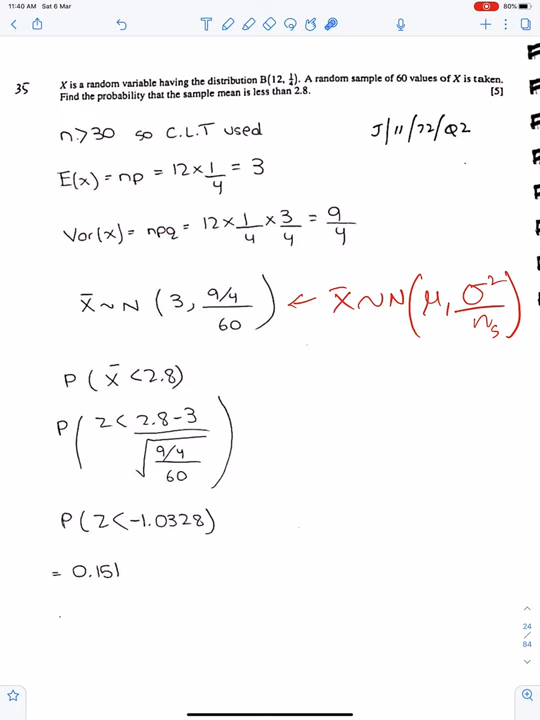 11:40 AM Sat 6 Mar
80%
35
X is a random variable having the distribution B(12, 1/4). A random sample of 60 values of X is taken.
Find the probability that the sample mean is less than 2.8. [5]
n>30 so C.L.T used
J/11/72/Q2
E(x) = np = 12 × 1/4 = 3
Var(x) = npq = 12 × 1/4 × 3/4 = 9/4
X̄ ~ N (3, (9/4)/60) ← X̄ ~ N(μ, σ²/nₛ)
P ( X̄ < 2.8)
P ( Z < (2.8-3)/√((9/4)/60) )
P ( Z < -1.0328)
= 0.151
24
/
84